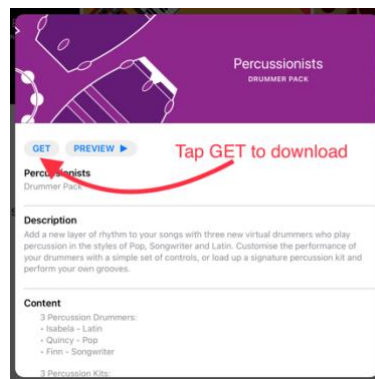 Percussionists
DRUMMER PACK
GET PREVIEW ▶
Tap GET to download
Percussionists
Drummer Pack
Description
Add a new layer of rhythm to your songs with three new virtual drummers who play
percussion in the styles of Pop, Songwriter and Latin. Customise the performance of
your drummers with a simple set of controls, or load up a signature percussion kit and
perform your own grooves.
Content
3 Percussion Drummers:
- Isabela - Latin
- Quincy - Pop
- Finn - Songwriter
3 Percussion Kits: